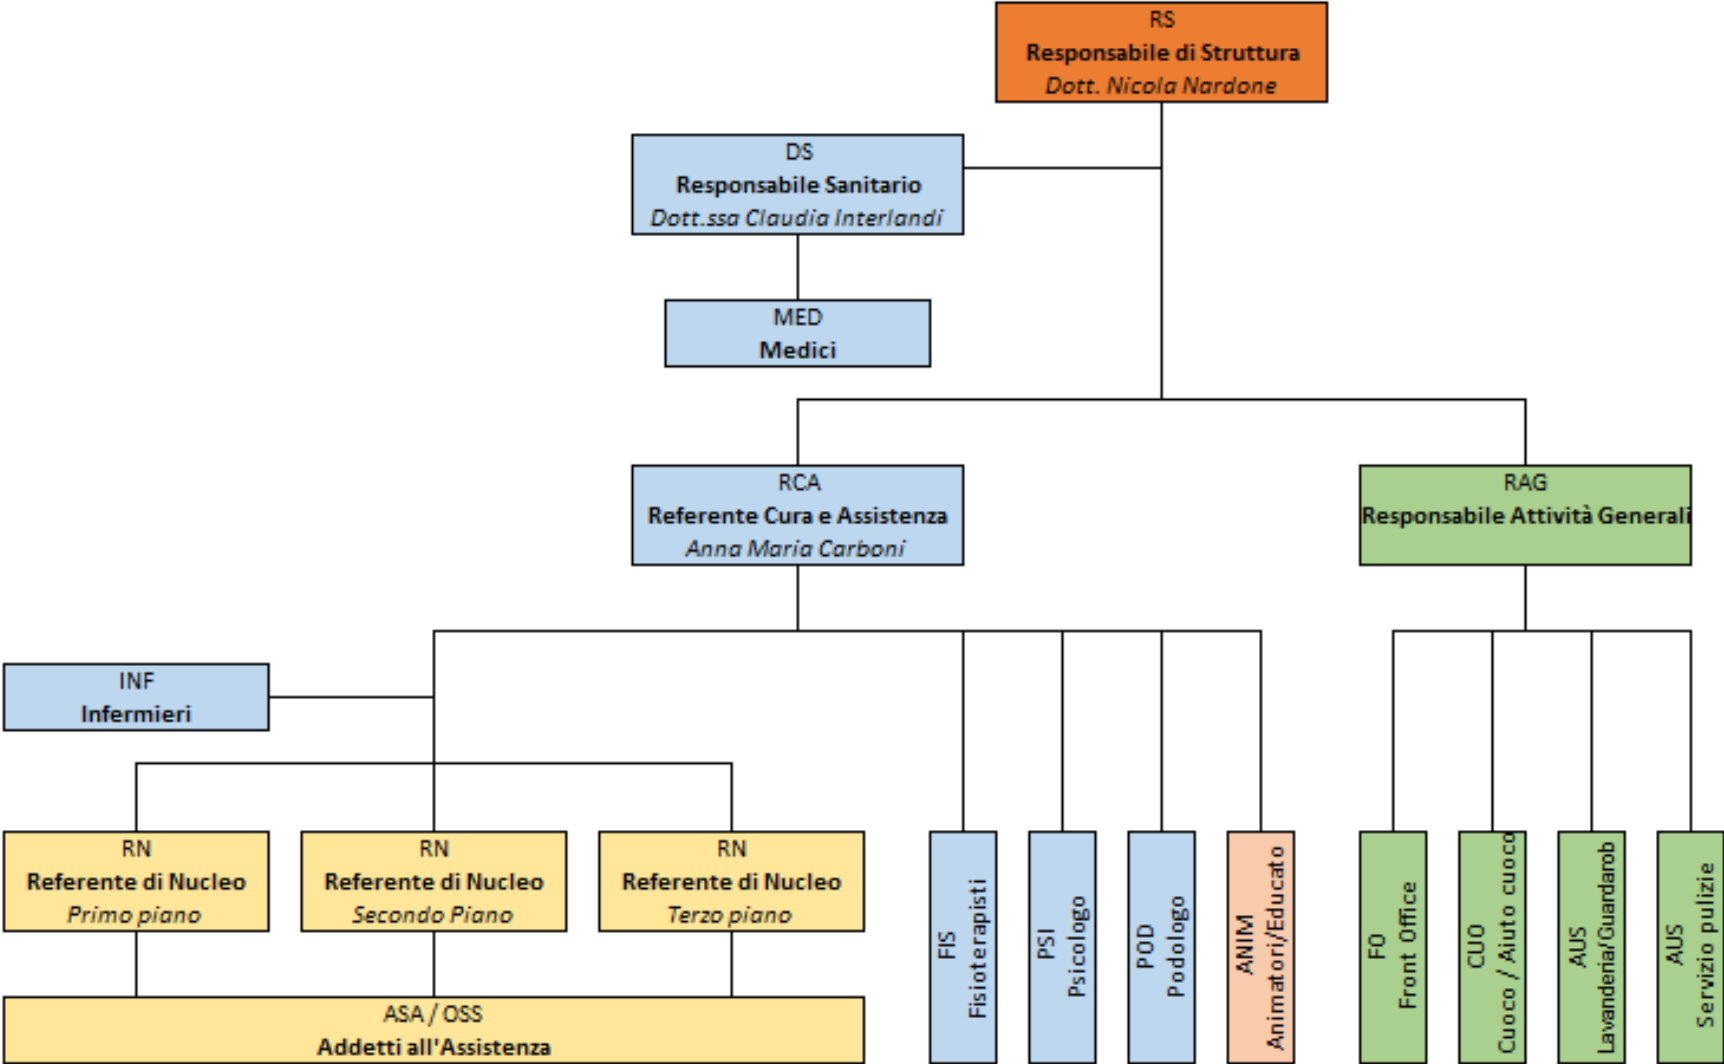 RS
Responsabile di Struttura
Dott. Nicola Nardone
DS
Responsabile Sanitario
Dott.ssa Claudia Interlandi
MED
Medici
RCA
Referente Cura e Assistenza
Anna Maria Carboni
RAG
Responsabile Attività Generali
INF
Infermieri
RN
Referente di Nucleo
Primo piano
RN
Referente di Nucleo
Secondo Piano
RN
Referente di Nucleo
Terzo piano
ASA / OSS
Addetti all'Assistenza
FIS
Fisioterapisti
PSI
Psicologo
POD
Podologo
ANIM
Animatori/Educato
FO
Front Office
CUO
Cuoco / Aiuto cuoco
AUS
Lavanderia/Guardarob
AUS
Servizio pulizie